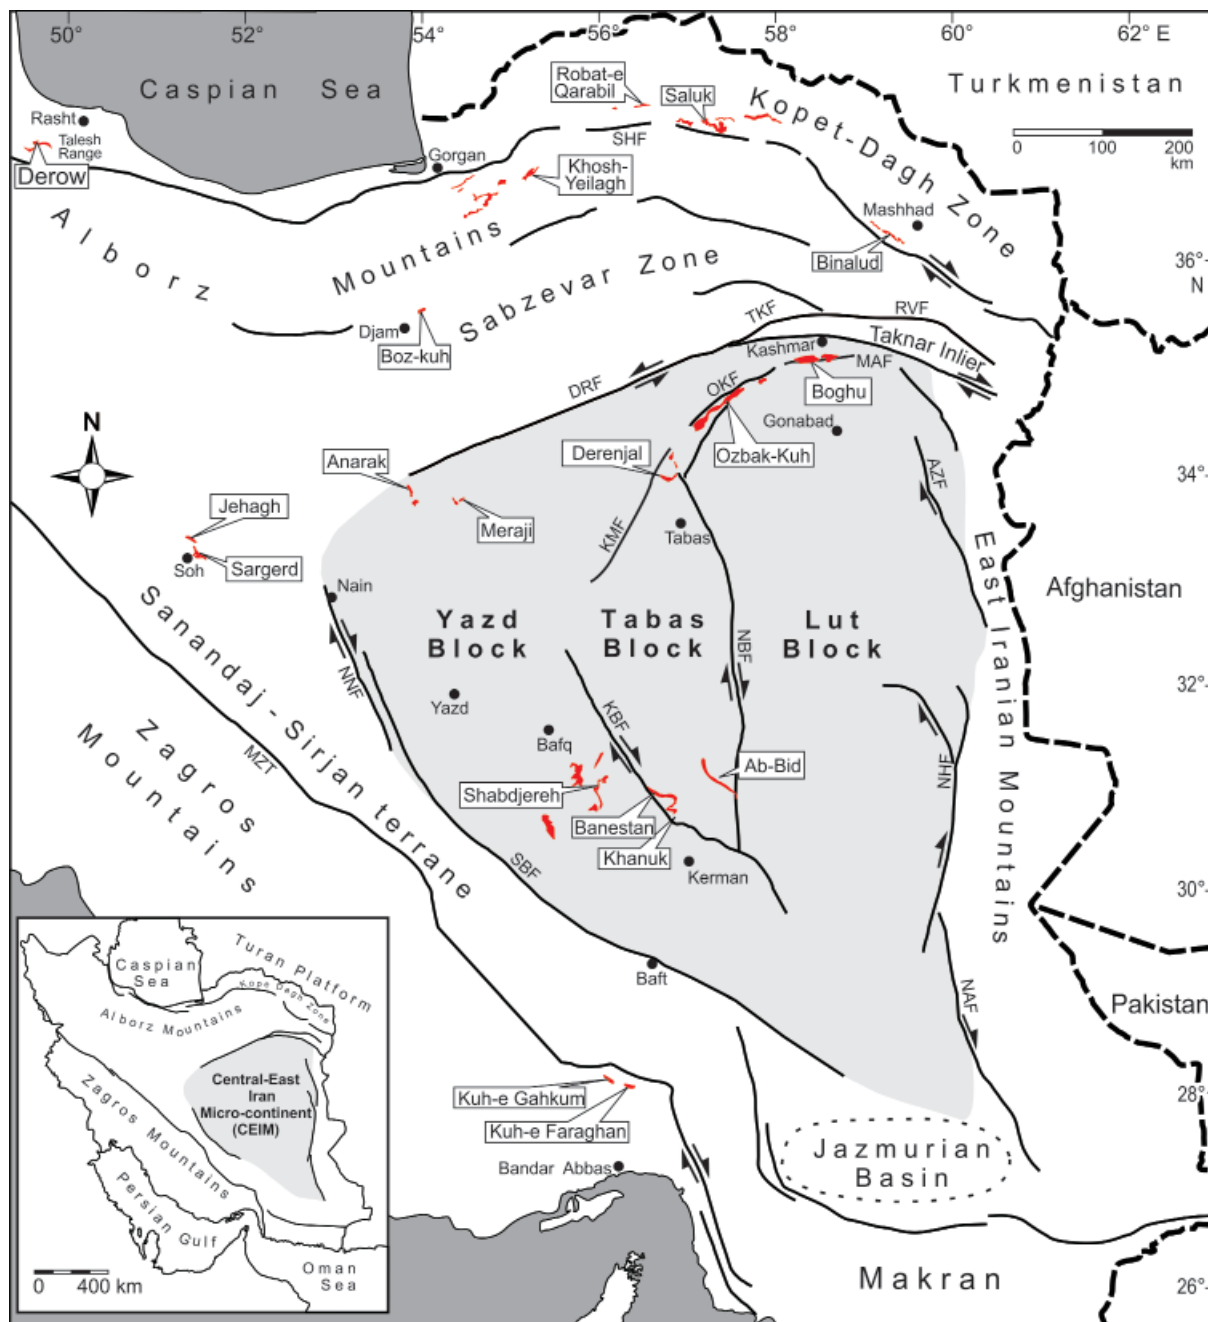 50°
52°
54°
56°
58°
60°
62° E
Caspian Sea
Robat-e
Qarabil
Saluk
Kopet-Dagh Zone
Turkmenistan
0
100
200
km
Rasht
Talesh
Range
Derow
Gorgan
SHF
Khosh-
Yeilagh
Mashhad
Binalud
Alborz
Mountains
36°
N
Sabzevar Zone
Djam
Boz-kuh
TKF
RVF
Kashmar
Taknar Inlier
MAF
DRF
OKF
Boghu
Gonabad
N
Anarak
Derenjal
Ozbak-Kuh
34°
AZF
Jehagh
Meraji
KMF
Tabas
Soh
Sargerd
Nain
Afghanistan
East Iranian Mountains
Sanandaj-Sirjan terrane
Yazd
Block
Tabas
Block
Lut
Block
NBF
NNF
32°
Yazd
KBF
Zagros
Mountains
MZT
Bafq
Ab-Bid
NHF
Shabdjereh
Banestan
Khanuk
SBF
Kerman
30°
Baft
NAF
Pakistan
28°
Kuh-e Gahkum
Kuh-e Faraghan
Bandar Abbas
Jazmurian
Basin
Makran
26°
Caspian
Sea
Turan Platform
Kope Dagh Zone
Alborz Mountains
Zagros Mountains
Central-East
Iran
Micro-continent
(CEIM)
Persian Gulf
Oman
Sea
0
400 km